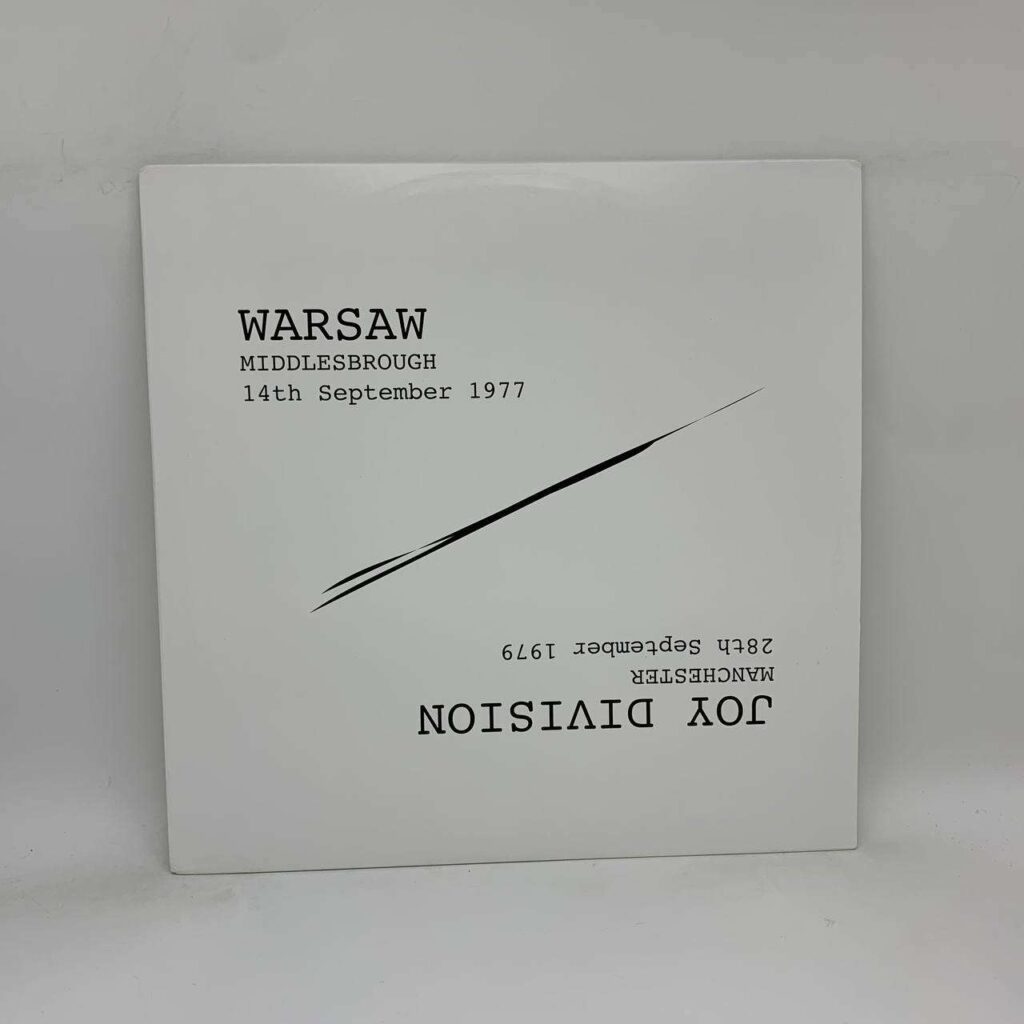 WARSAW
MIDDLESBROUGH
14th September 1977
JOY DIVISION
MANCHESTER
28th September 1979